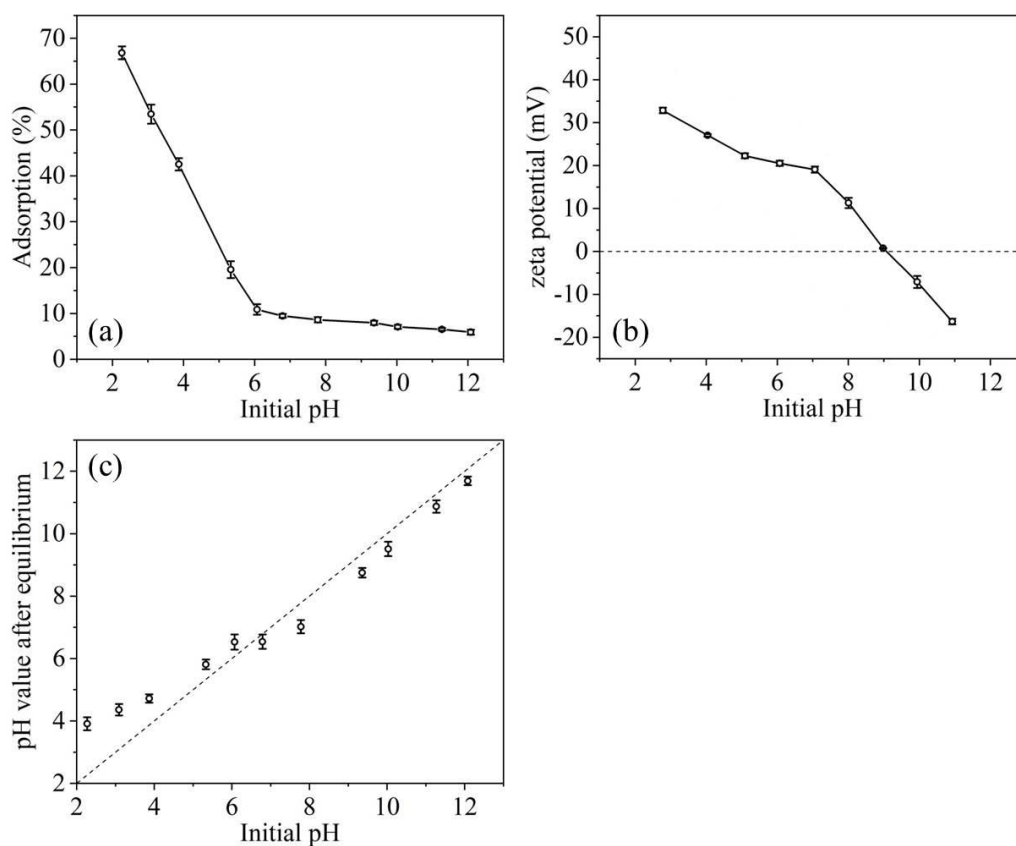 70
60
50
40
30
20
10
0
Adsorption (%)
(a)
2 4 6 8 10 12
Initial pH
50
40
30
20
10
0
-10
-20
zeta potential (mV)
(b)
2 4 6 8 10 12
Initial pH
12
10
8
6
4
2
pH value after equilibrium
(c)
2 4 6 8 10 12
Initial pH